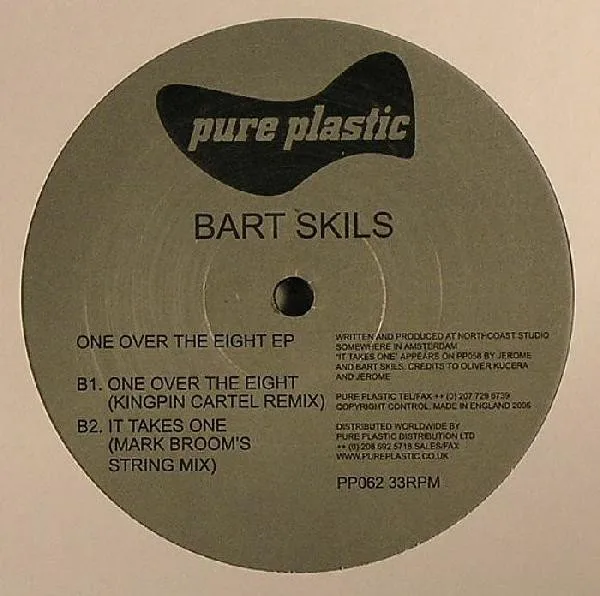 pure plastic
BART SKILS
ONE OVER THE EIGHT EP
B1. ONE OVER THE EIGHT
(KINGPIN CARTEL REMIX)
B2. IT TAKES ONE
(MARK BROOM'S
STRING MIX)
WRITTEN AND PRODUCED AT NORTHCOAST STUDIO
SOMEWHERE IN AMSTERDAM
'IT TAKES ONE' APPEARS ON PP058 BY JEROME
AND BART SKILS. CREDITS TO OLIVER KUCERA
AND JEROME
PURE PLASTIC TEL/FAX ++ (0) 207 729 6739
COPYRIGHT CONTROL. MADE IN ENGLAND 2006
DISTRIBUTED WORLDWIDE BY
PURE PLASTIC DISTRIBUTION LTD
++ (0) 208 592 5718 SALES/FAX
WWW.PUREPLASTIC.CO.UK
PP062 33RPM